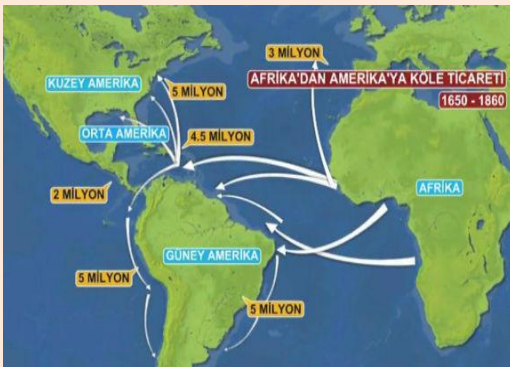 3 MİLYON
AFRİKA'DAN AMERİKA'YA KÖLE TİCARETİ
1650 - 1860
KUZEY AMERİKA
5 MİLYON
ORTA AMERİKA
4.5 MİLYON
2 MİLYON
AFRİKA
GÜNEY AMERİKA
5 MİLYON
5 MİLYON